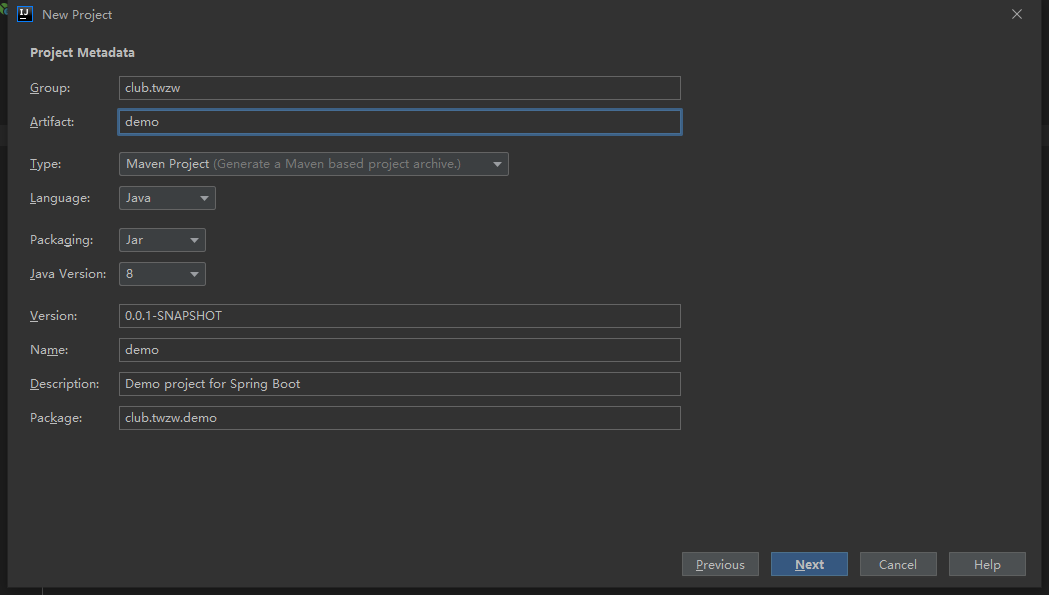 New Project
Project Metadata
Group: club.twzw
Artifact: demo
Type: Maven Project (Generate a Maven based project archive.)
Language: Java
Packaging: Jar
Java Version: 8
Version: 0.0.1-SNAPSHOT
Name: demo
Description: Demo project for Spring Boot
Package: club.twzw.demo
Previous Next Cancel Help